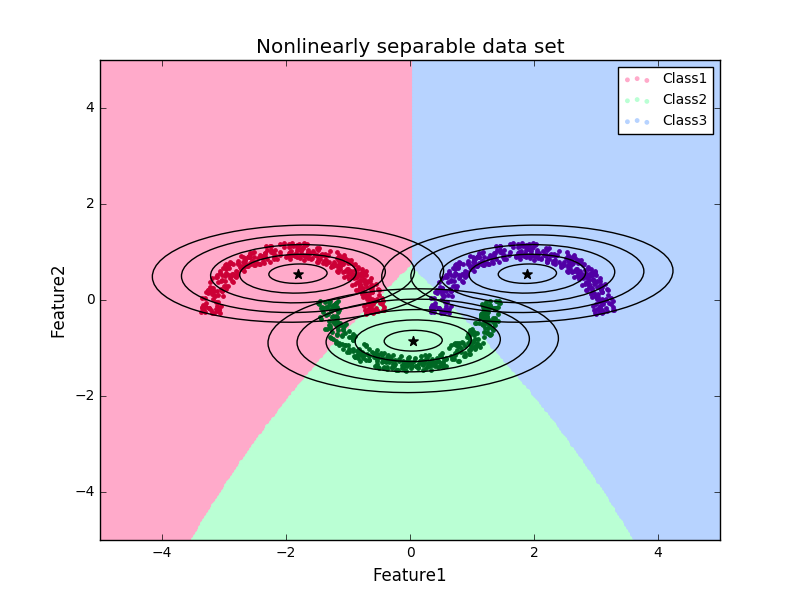 Nonlinearly separable data set
Class1
Class2
Class3
4
2
0
−2
−4
Feature2
−4
−2
0
2
4
Feature1